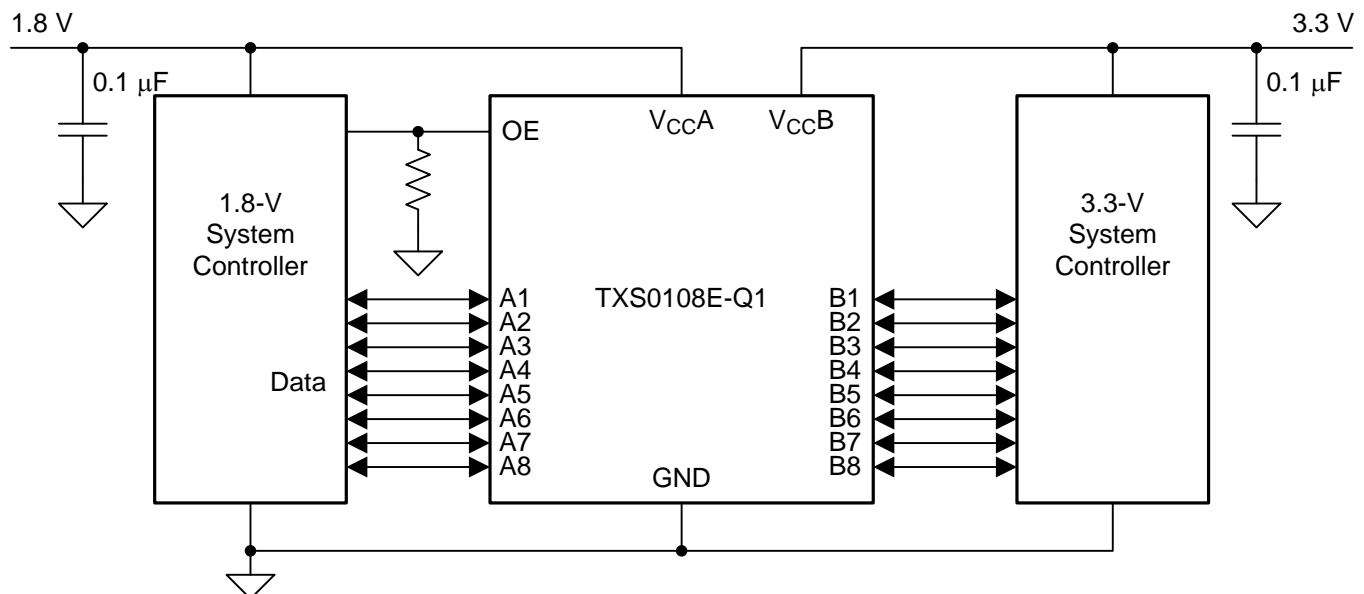 1.8 V
3.3 V
0.1 μF
0.1 μF
OE
VCCA
VCCB
1.8-V
System
Controller
3.3-V
System
Controller
TXS0108E-Q1
Data
A1
A2
A3
A4
A5
A6
A7
A8
B1
B2
B3
B4
B5
B6
B7
B8
GND